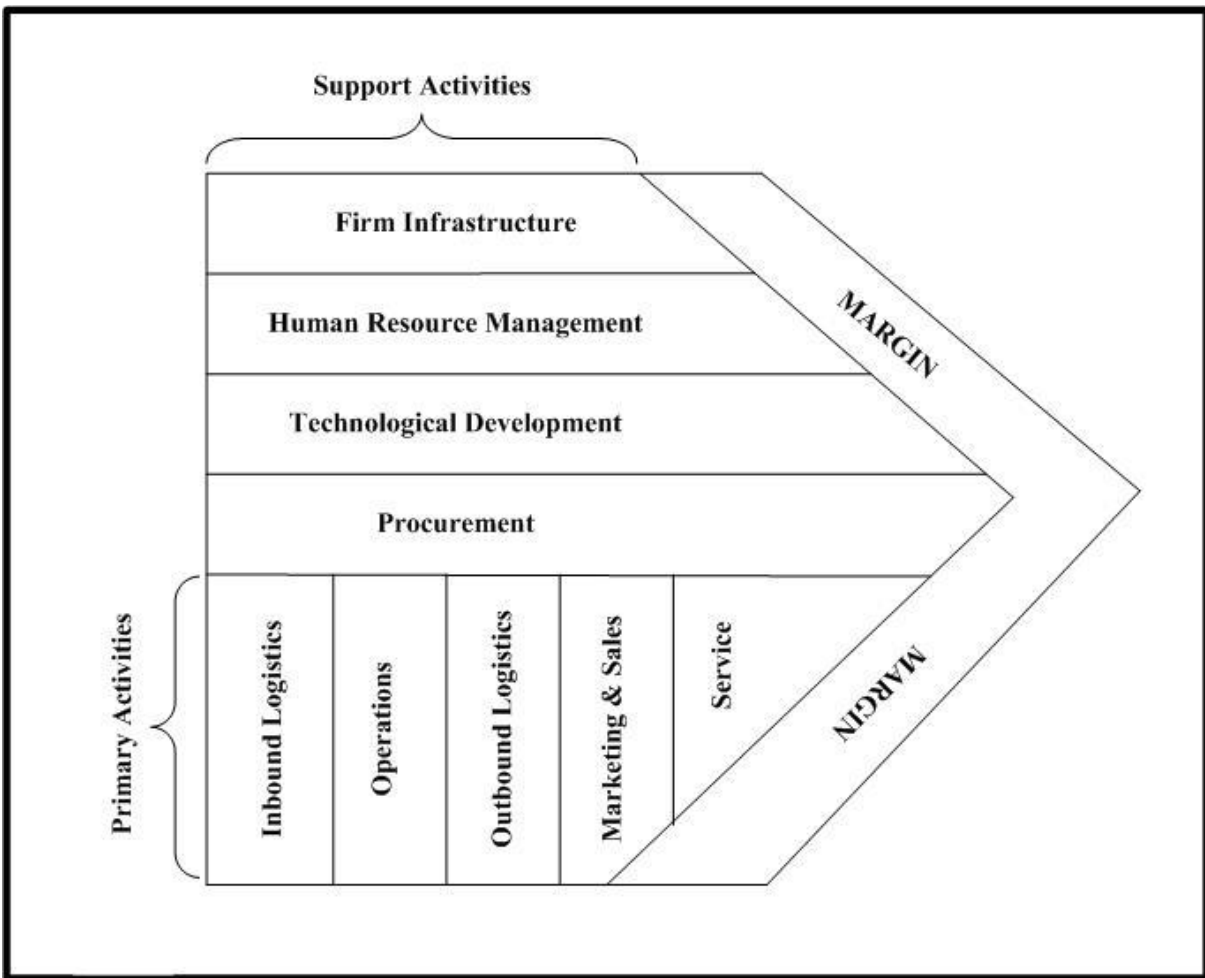 Support Activities
Firm Infrastructure
Human Resource Management
Technological Development
Procurement
MARGIN
Primary Activities
Inbound Logistics
Operations
Outbound Logistics
Marketing & Sales
Service
MARGIN